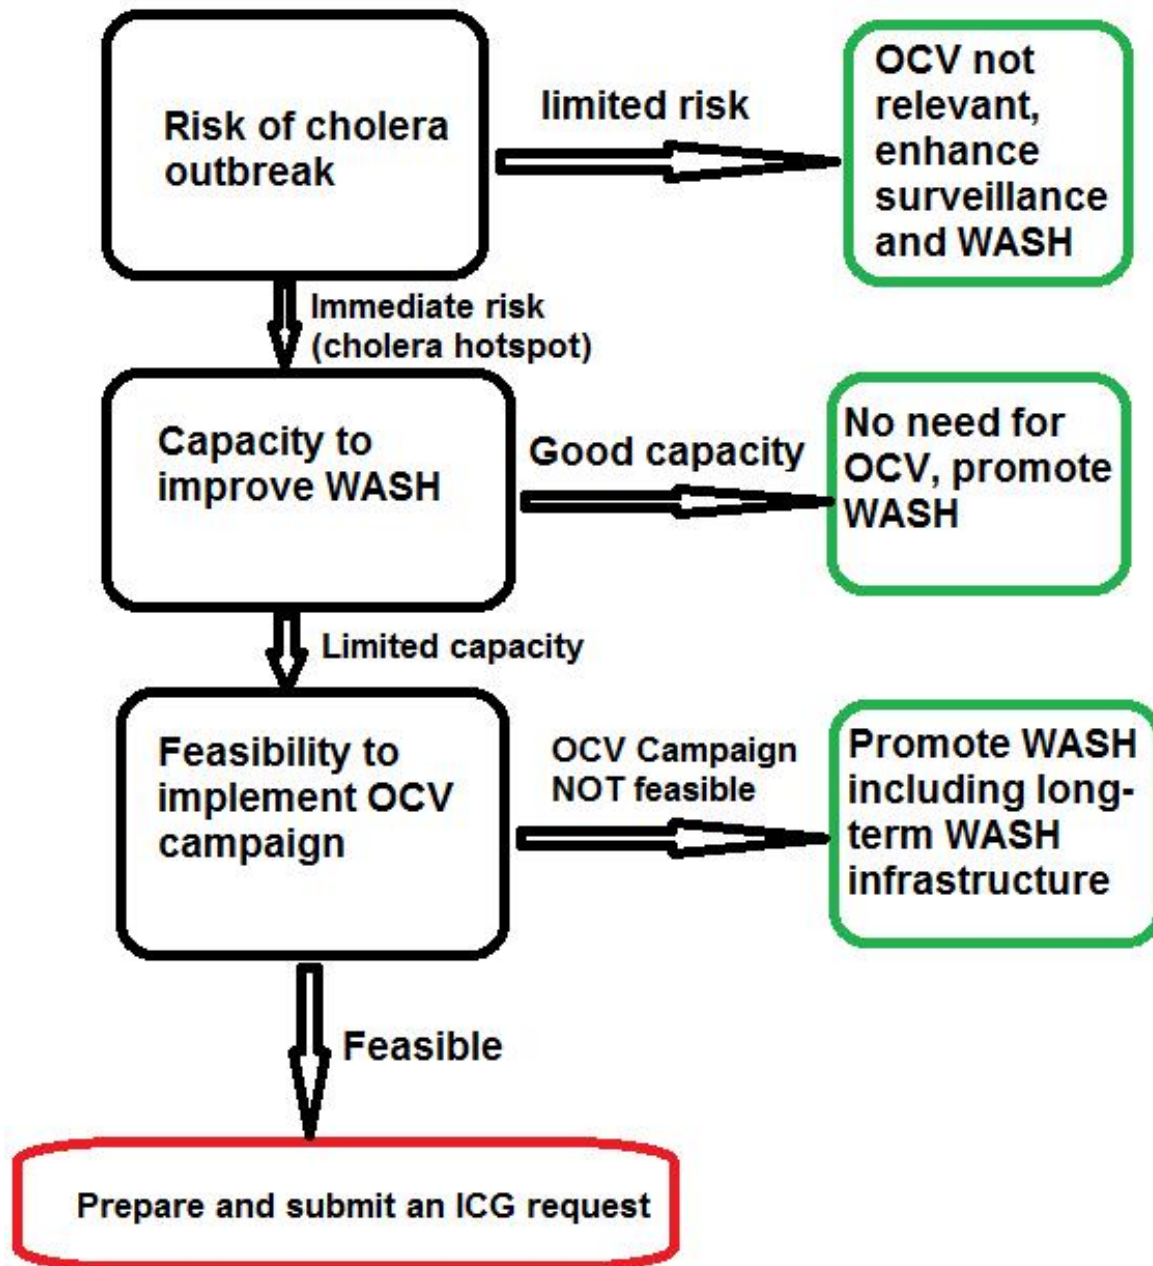 Risk of cholera
outbreak
limited risk
OCV not
relevant,
enhance
surveillance
and WASH
Immediate risk
(cholera hotspot)
Capacity to
improve WASH
Good capacity
No need for
OCV, promote
WASH
Limited capacity
Feasibility to
implement OCV
campaign
OCV Campaign
NOT feasible
Promote WASH
including long-
term WASH
infrastructure
Feasible
Prepare and submit an ICG request